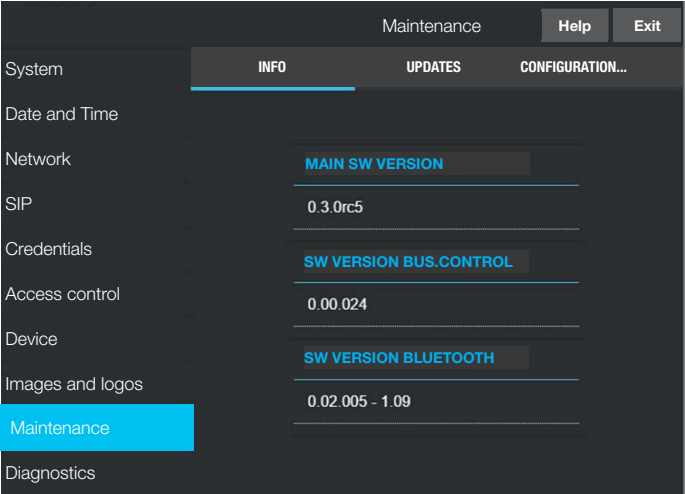 Maintenance Help Exit
System
Date and Time
Network
SIP
Credentials
Access control
Device
Images and logos
Maintenance
Diagnostics
INFO UPDATES CONFIGURATION...
MAIN SW VERSION
0.3.0rc5
SW VERSION BUS.CONTROL
0.00.024
SW VERSION BLUETOOTH
0.02.005 - 1.09